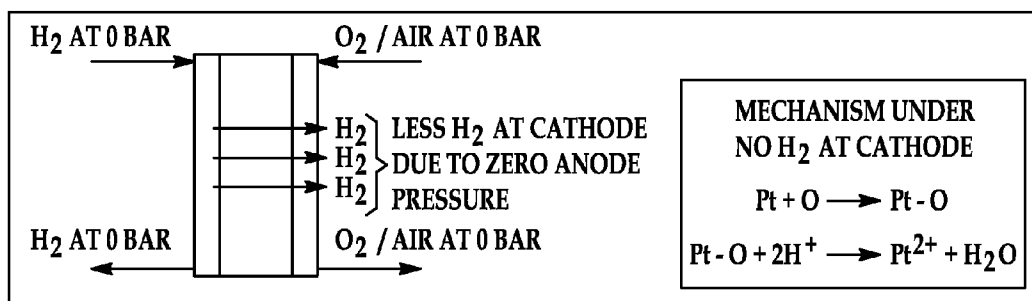 H₂ AT 0 BAR
O₂ / AIR AT 0 BAR
H₂
H₂
H₂
LESS H₂ AT CATHODE
DUE TO ZERO ANODE
PRESSURE
H₂ AT 0 BAR
O₂ / AIR AT 0 BAR
MECHANISM UNDER
NO H₂ AT CATHODE
Pt + O → Pt - O
Pt - O + 2H⁺ → Pt²⁺ + H₂O